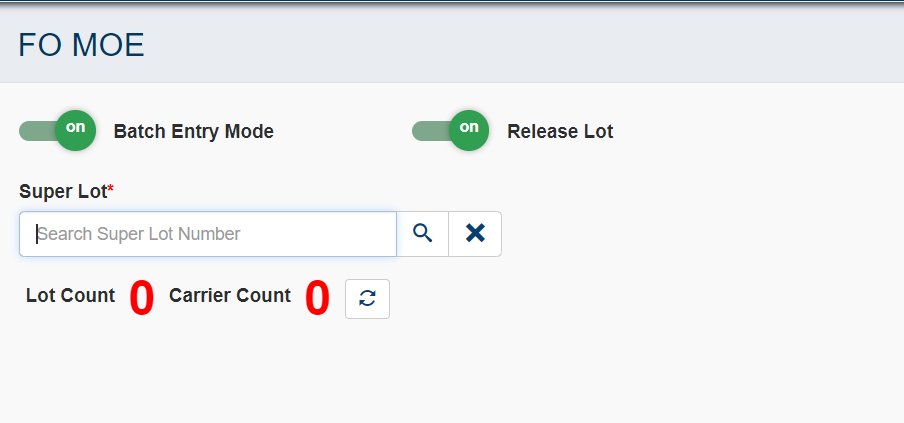 FO MOE
on Batch Entry Mode on Release Lot
Super Lot*
Search Super Lot Number
Lot Count 0 Carrier Count 0